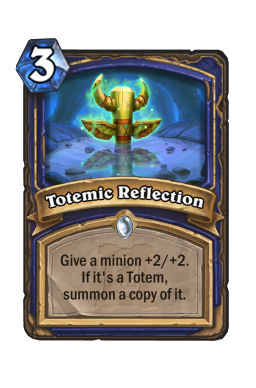 3
Totemic Reflection
Give a minion +2/+2.
If it's a Totem,
summon a copy of it.